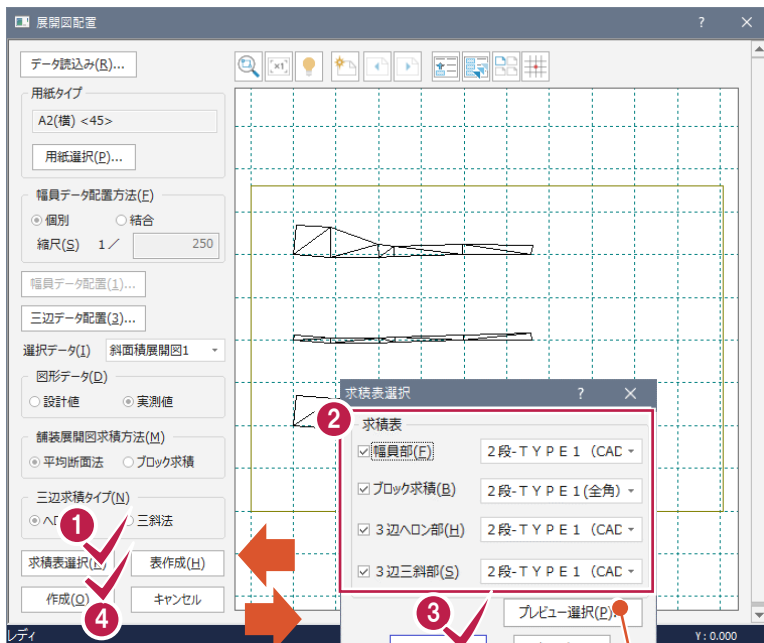 展開図配置
データ読込み(R)...
用紙タイプ
A2(横) <45>
用紙選択(P)...
幅員データ配置方法(F)
個別 結合
縮尺(S) 1／ 250
幅員データ配置(1)...
三辺データ配置(3)...
選択データ(I) 斜面積展開図1
図形データ(D)
設計値 実測値
舗装展開図求積方法(M)
平均断面法 ブロック求積
三辺求積タイプ(N)
三斜法
1
求積表選択 表作成(H)
作成(O) キャンセル
4
レディ
Y : 0.000
求積表選択
2
求積表
幅員部(F) 2段-ＴＹＰＥ１（CAD
ブロック求積(B) 2段-ＴＹＰＥ１(全角)
３辺ヘロン部(H) 2段-ＴＹＰＥ１（CAD
３辺三斜部(S) 2段-ＴＹＰＥ１（CAD
3
プレビュー選択(P)